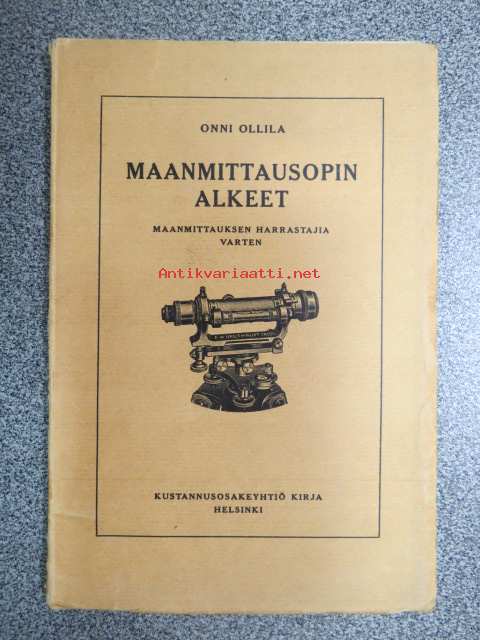 ONNI OLLILA
MAANMITTAUSOPIN
ALKEET
MAANMITTAUKSEN HARRASTAJIA
VARTEN
Antikvariaatti.net
KUSTANNUSOSAKEYHTIÖ KIRJA
HELSINKI